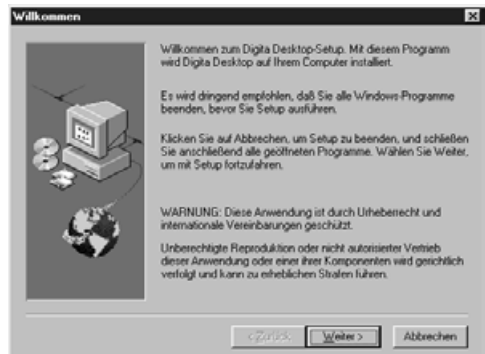 Willkommen
Willkommen zum Digita Desktop-Setup. Mit diesem Programm
wird Digita Desktop auf Ihrem Computer installiert.
Es wird dringend empfohlen, daß Sie alle Windows-Programme
beenden, bevor Sie Setup ausführen.
Klicken Sie auf Abbrechen, um Setup zu beenden, und schließen
Sie anschließend alle geöffneten Programme. Wählen Sie Weiter,
um mit Setup fortzufahren.
WARNUNG: Diese Anwendung ist durch Urheberrecht und
internationale Vereinbarungen geschützt.
Unberechtigte Reproduktion oder nicht autorisierter Vertrieb
dieser Anwendung oder einer ihrer Komponenten wird gerichtlich
verfolgt und kann zu erheblichen Strafen führen.
< Zurück Weiter > Abbrechen